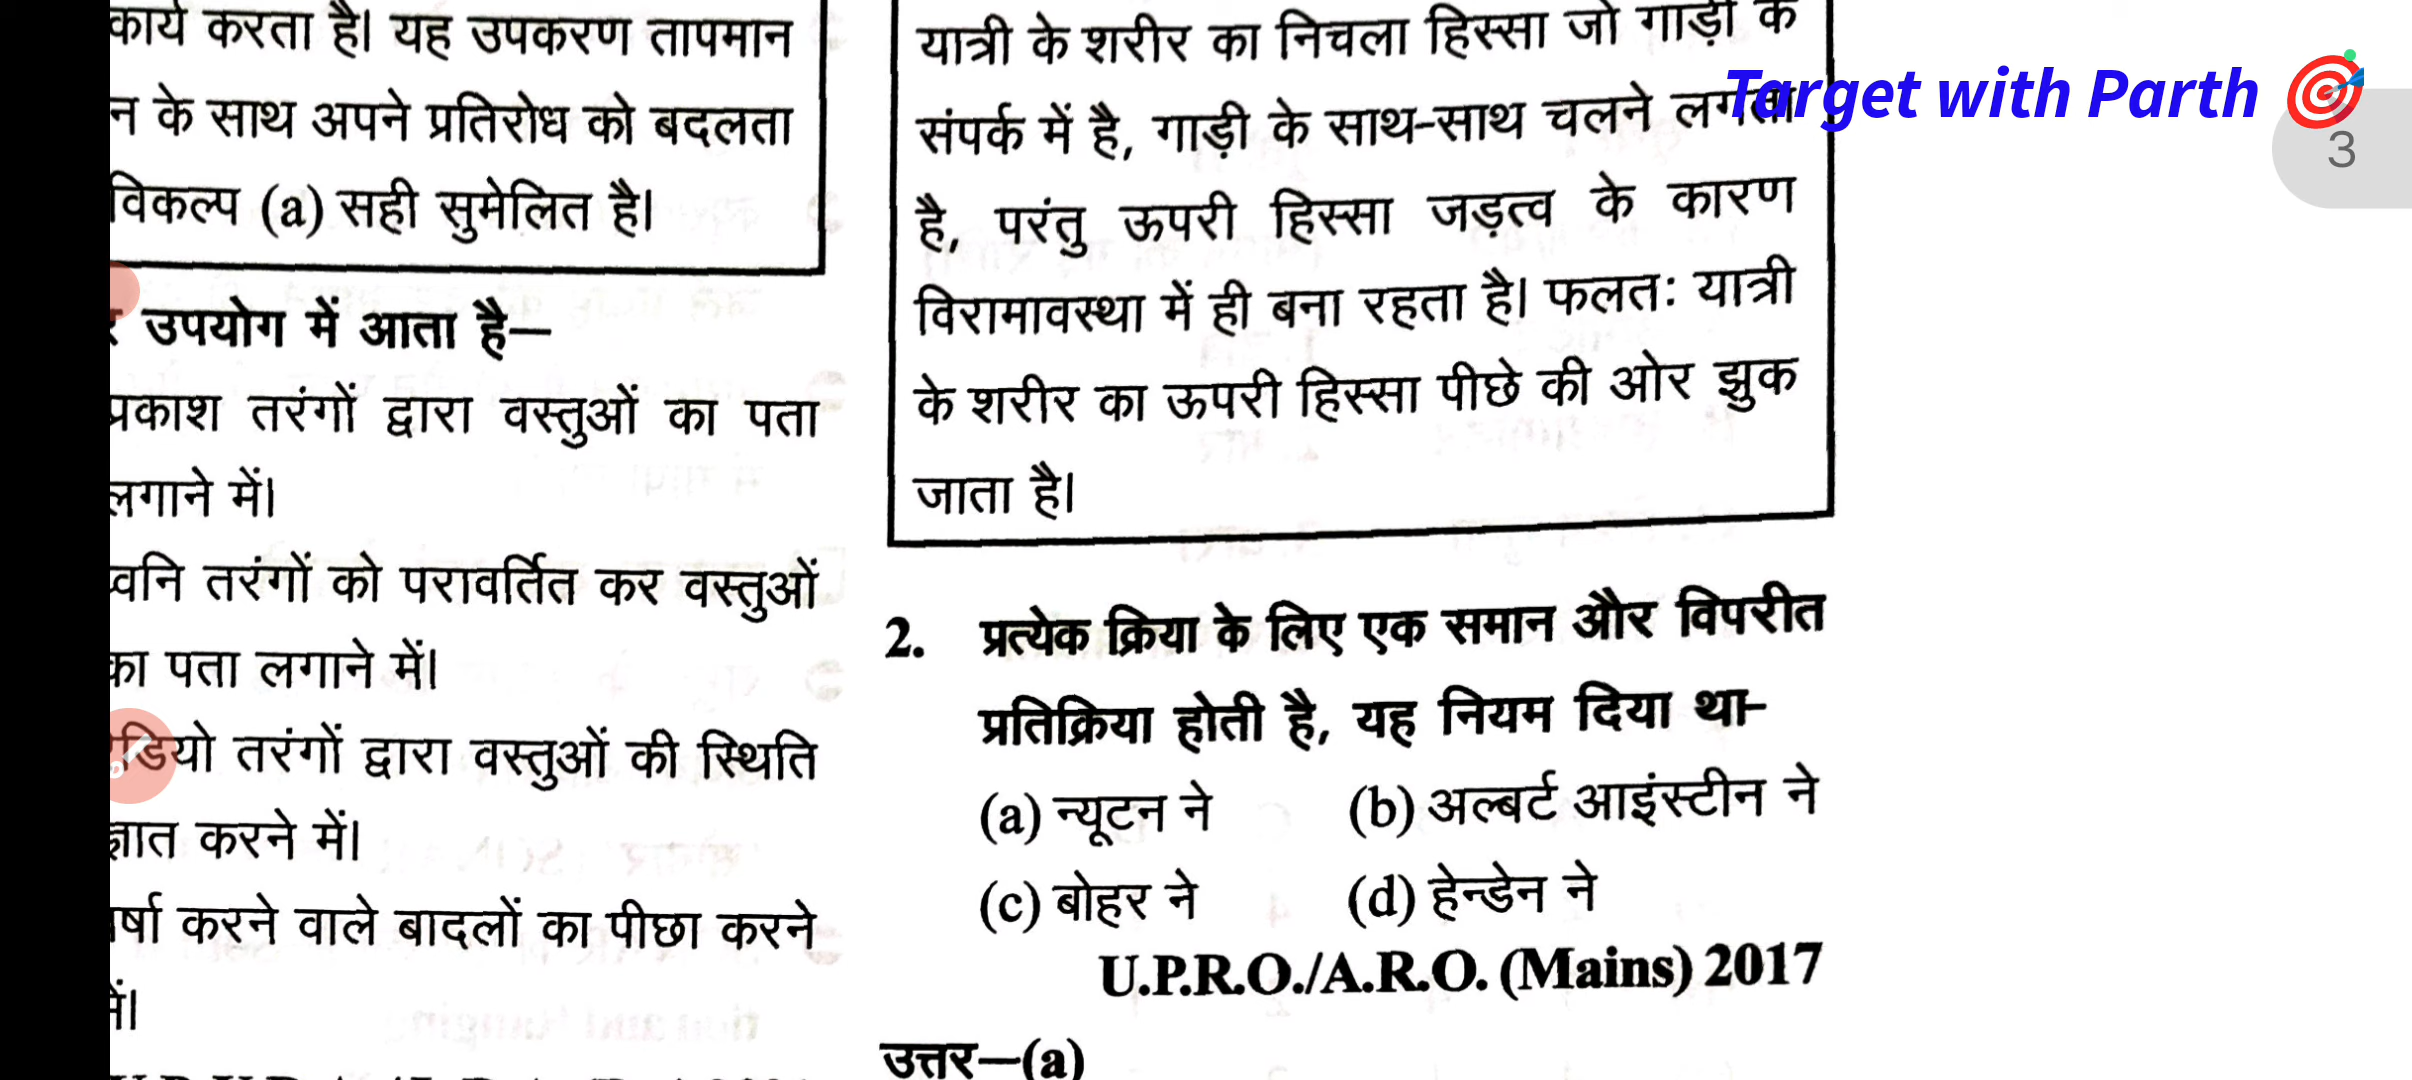 कार्य करता है। यह उपकरण तापमान
न के साथ अपने प्रतिरोध को बदलता
विकल्प (a) सही सुमेलित है।
उपयोग में आता है—
प्रकाश तरंगों द्वारा वस्तुओं का पता
लगाने में।
ध्वनि तरंगों को परावर्तित कर वस्तुओं
का पता लगाने में।
डियो तरंगों द्वारा वस्तुओं की स्थिति
ज्ञात करने में।
र्षा करने वाले बादलों का पीछा करने
में।
यात्री के शरीर का निचला हिस्सा जो गाड़ी के
संपर्क में है, गाड़ी के साथ-साथ चलने लगता
है, परंतु ऊपरी हिस्सा जड़त्व के कारण
विरामावस्था में ही बना रहता है। फलतः यात्री
के शरीर का ऊपरी हिस्सा पीछे की ओर झुक
जाता है।
2. प्रत्येक क्रिया के लिए एक समान और विपरीत
प्रतिक्रिया होती है, यह नियम दिया था-
(a) न्यूटन ने (b) अल्बर्ट आइंस्टीन ने
(c) बोहर ने (d) हेन्डेन ने
U.P.R.O./A.R.O. (Mains) 2017
उत्तर—(a)
Target with Parth
3